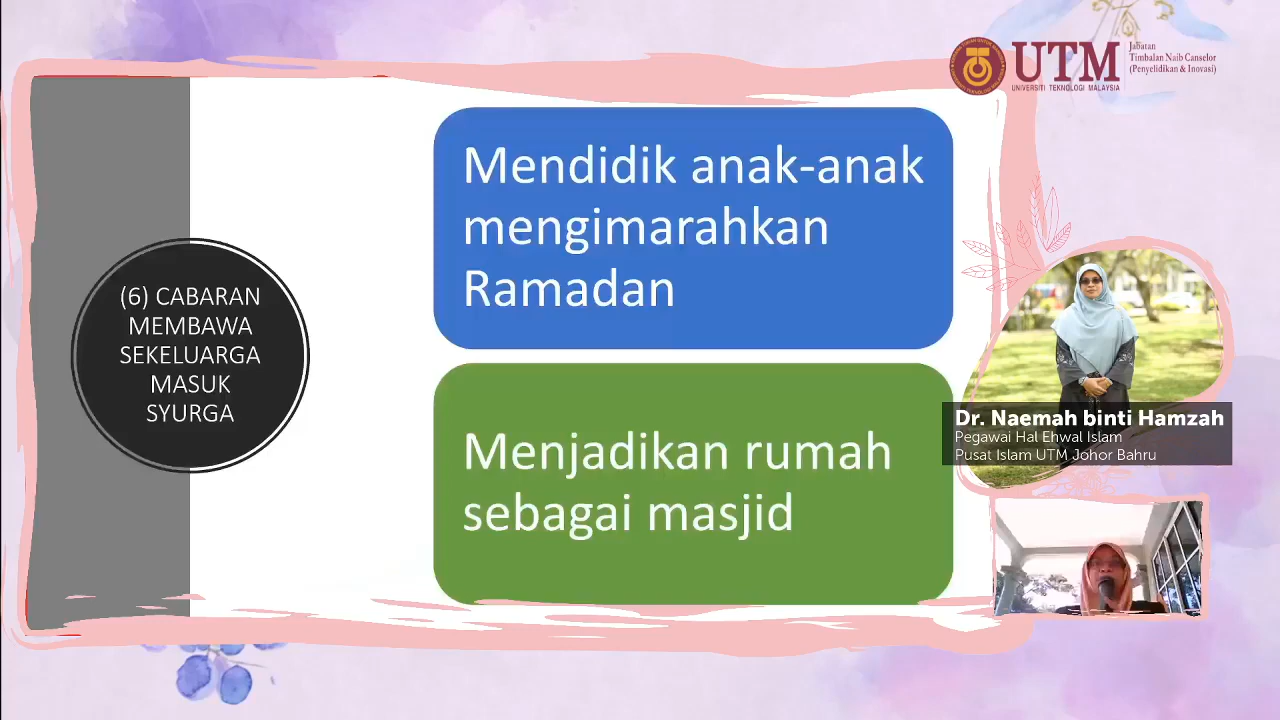 UTM
UNIVERSITI TEKNOLOGI MALAYSIA
Jabatan
Timbalan Naib Canselor
(Penyelidikan & Inovasi)
(6) CABARAN
MEMBAWA
SEKELUARGA
MASUK
SYURGA
Mendidik anak-anak
mengimarahkan
Ramadan
Menjadikan rumah
sebagai masjid
Dr. Naemah binti Hamzah
Pegawai Hal Ehwal Islam
Pusat Islam UTM Johor Bahru